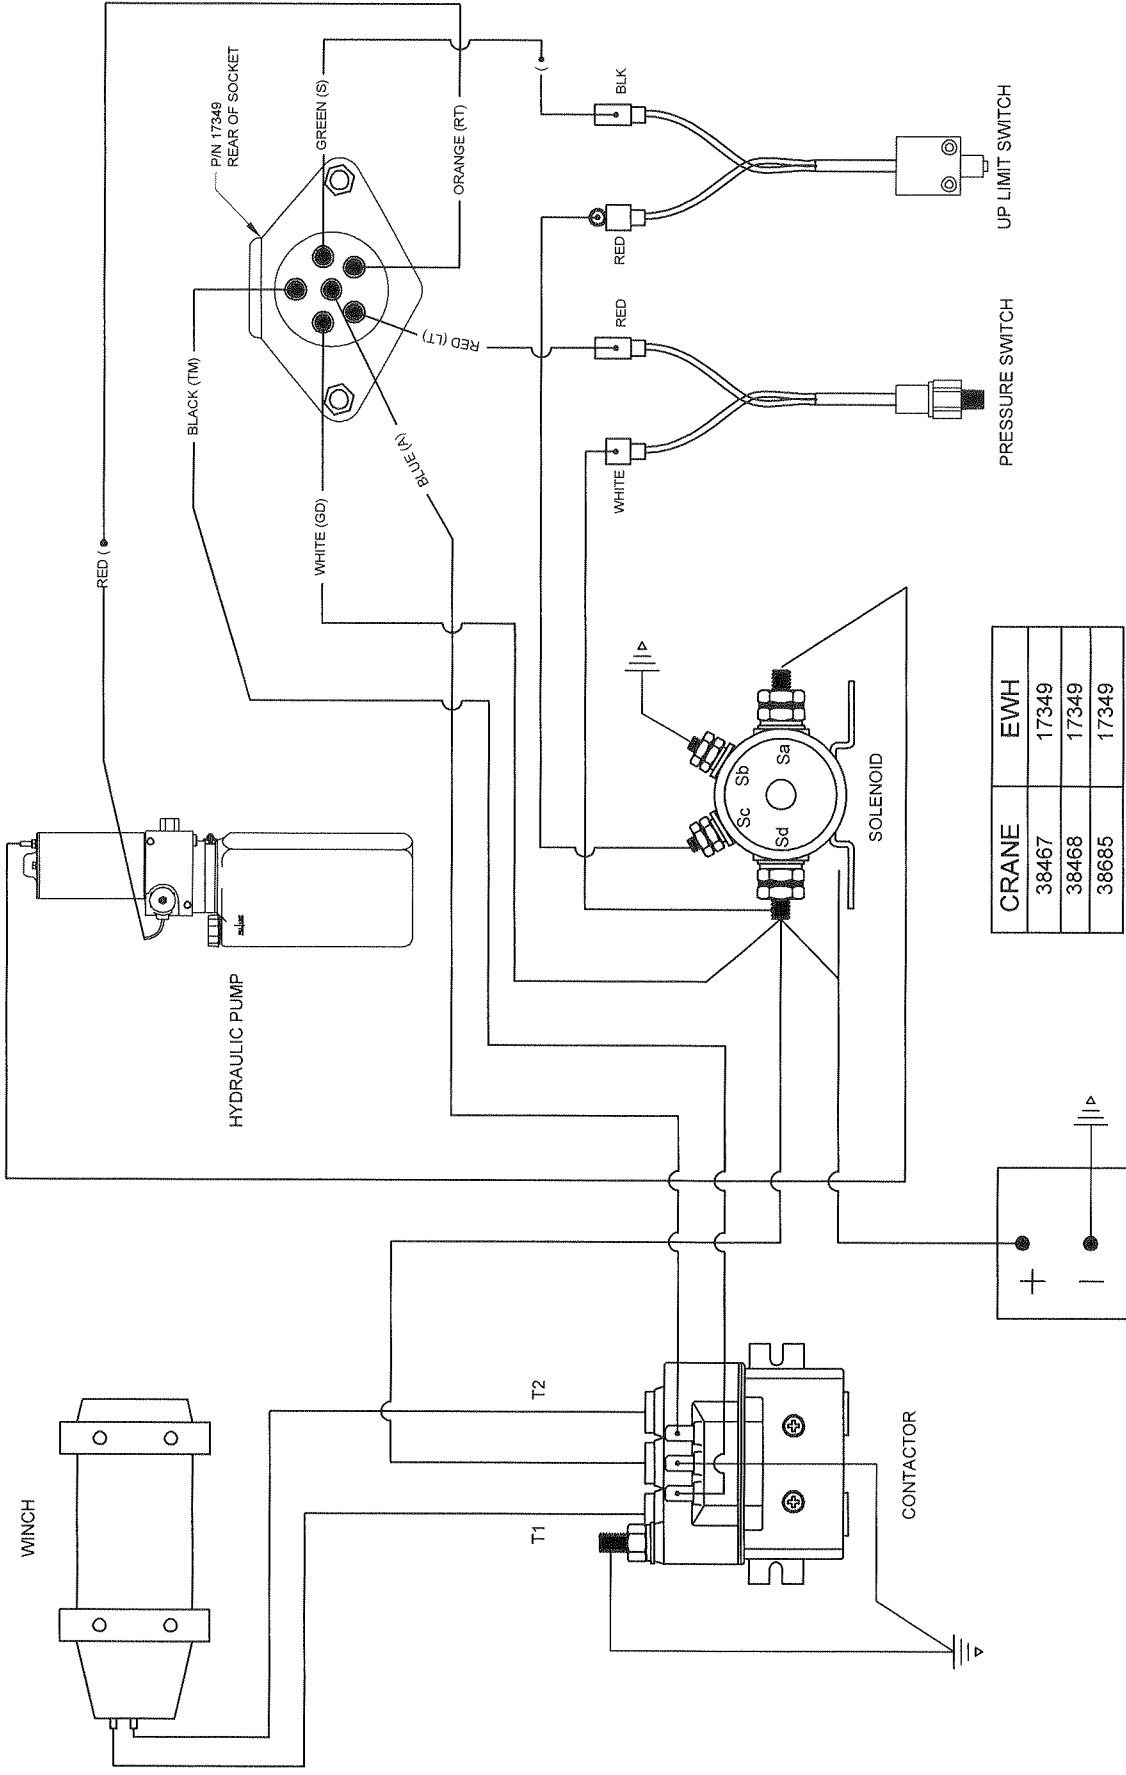 WINCH
HYDRAULIC PUMP
RED (
P/N 17349
REAR OF SOCKET
BLACK (TM)
GREEN (S)
WHITE (GD)
BLUE (A)
RED (LT)
ORANGE (RT)
(
T1
T2
WHITE
RED
RED
BLK
Sc
Sb
Sd
Sa
CONTACTOR
SOLENOID
PRESSURE SWITCH
UP LIMIT SWITCH
+
−
CRANE EWH
38467 17349
38468 17349
38685 17349